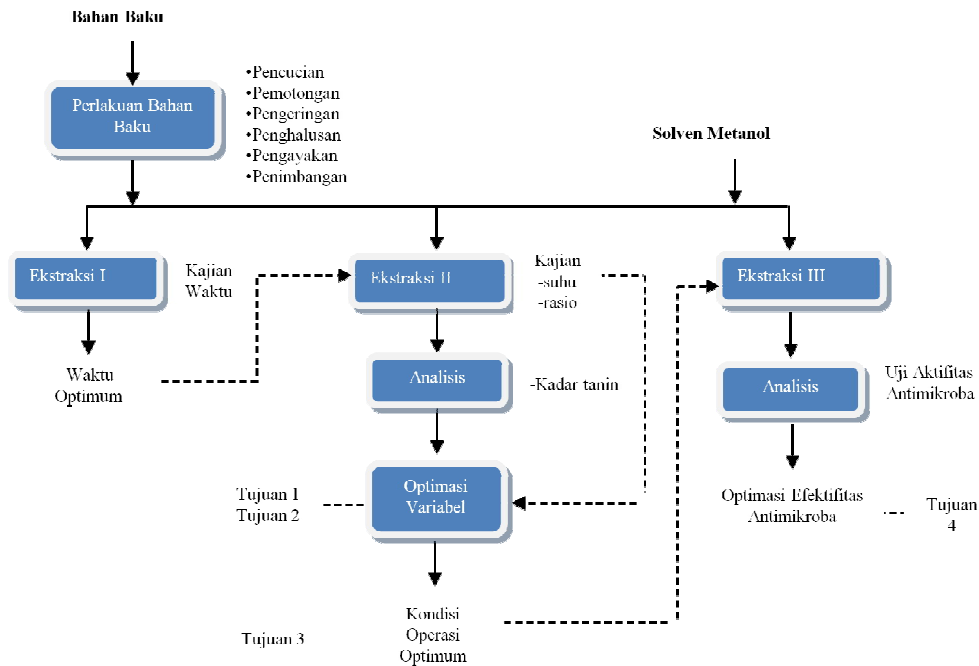 Bahan Baku
Perlakuan Bahan
Baku
•Pencucian
•Pemotongan
•Pengeringan
•Penghalusan
•Pengayakan
•Penimbangan
Solven Metanol
Ekstraksi I
Kajian
Waktu
Ekstraksi II
Kajian
-suhu
-rasio
Ekstraksi III
Waktu
Optimum
Analisis
-Kadar tanin
Analisis
Uji Aktifitas
Antimikroba
Tujuan 1
Tujuan 2
Optimasi
Variabel
Optimasi Efektifitas
Antimikroba
Tujuan
4
Tujuan 3
Kondisi
Operasi
Optimum